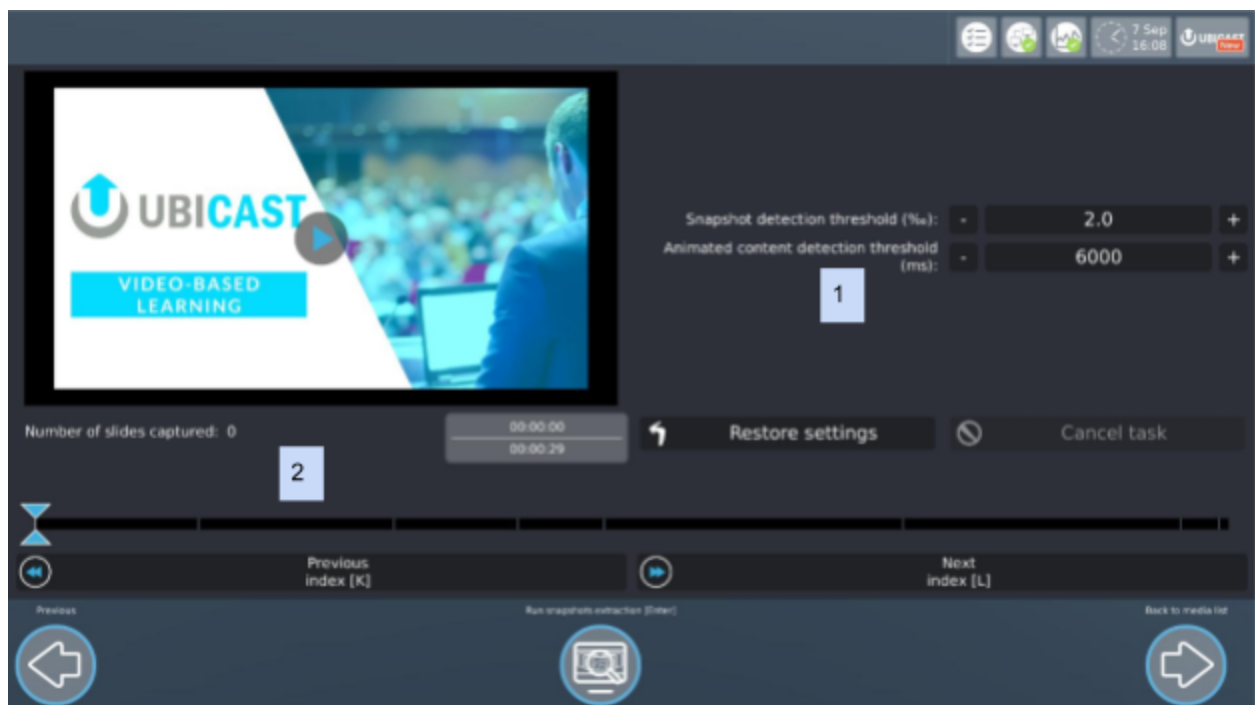 7 Sep
16:08
UBICAST
New
UBICAST
VIDEO-BASED
LEARNING
Snapshot detection threshold (‰):
-
2.0
+
Animated content detection threshold
(ms):
-
6000
+
1
Number of slides captured: 0
00:00:00
00:00:29
Restore settings
Cancel task
2
Previous
index [K]
Next
index [L]
Previous
Run snapshots extraction [Enter]
Back to media list